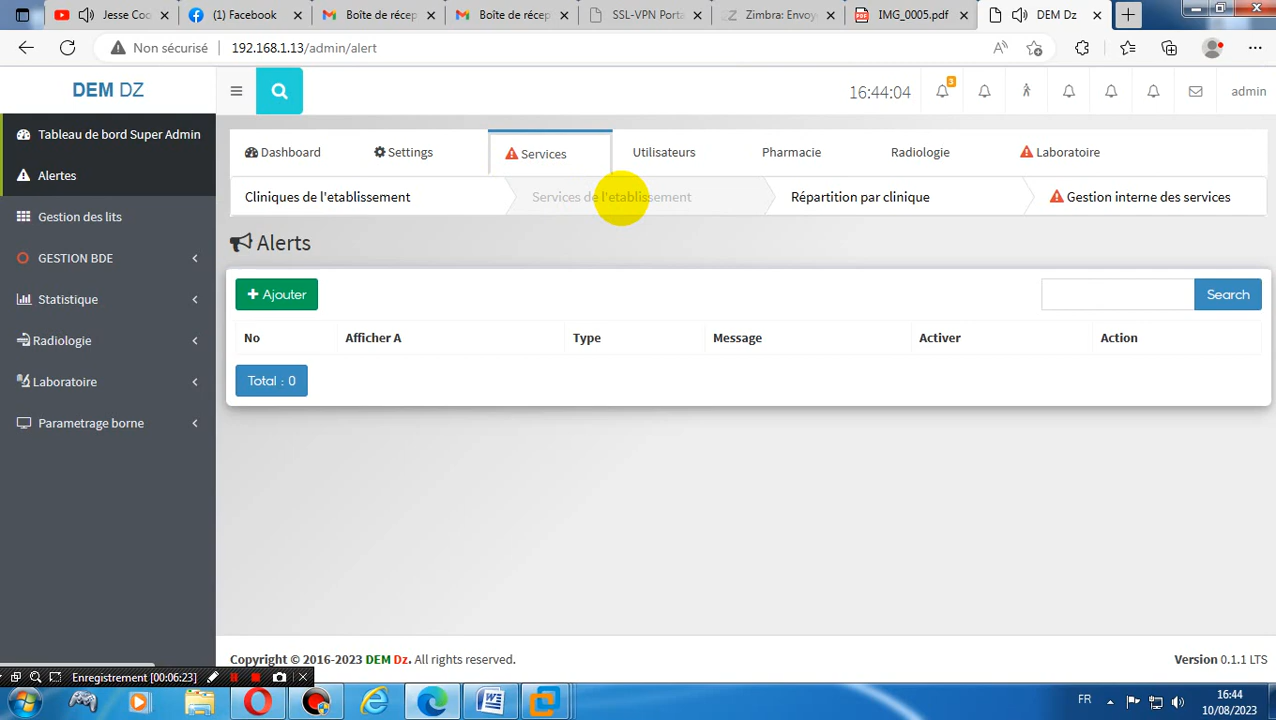 Jesse Coo
(1) Facebook
Boîte de récep
Boîte de récep
SSL-VPN Porta
Zimbra: Envoy
IMG_0005.pdf
DEM Dz
Non sécurisé
192.168.1.13/admin/alert
DEM DZ
16:44:04
3
admin
Tableau de bord Super Admin
Alertes
Gestion des lits
GESTION BDE
Statistique
Radiologie
Laboratoire
Parametrage borne
Dashboard
Settings
Services
Utilisateurs
Pharmacie
Radiologie
Laboratoire
Cliniques de l'etablissement
Services de l'etablissement
Répartition par clinique
Gestion interne des services
Alerts
+ Ajouter
Search
No
Afficher A
Type
Message
Activer
Action
Total : 0
Copyright © 2016-2023 DEM Dz. All rights reserved.
Version 0.1.1 LTS
Enregistrement [00:06:23]
FR
16:44
10/08/2023